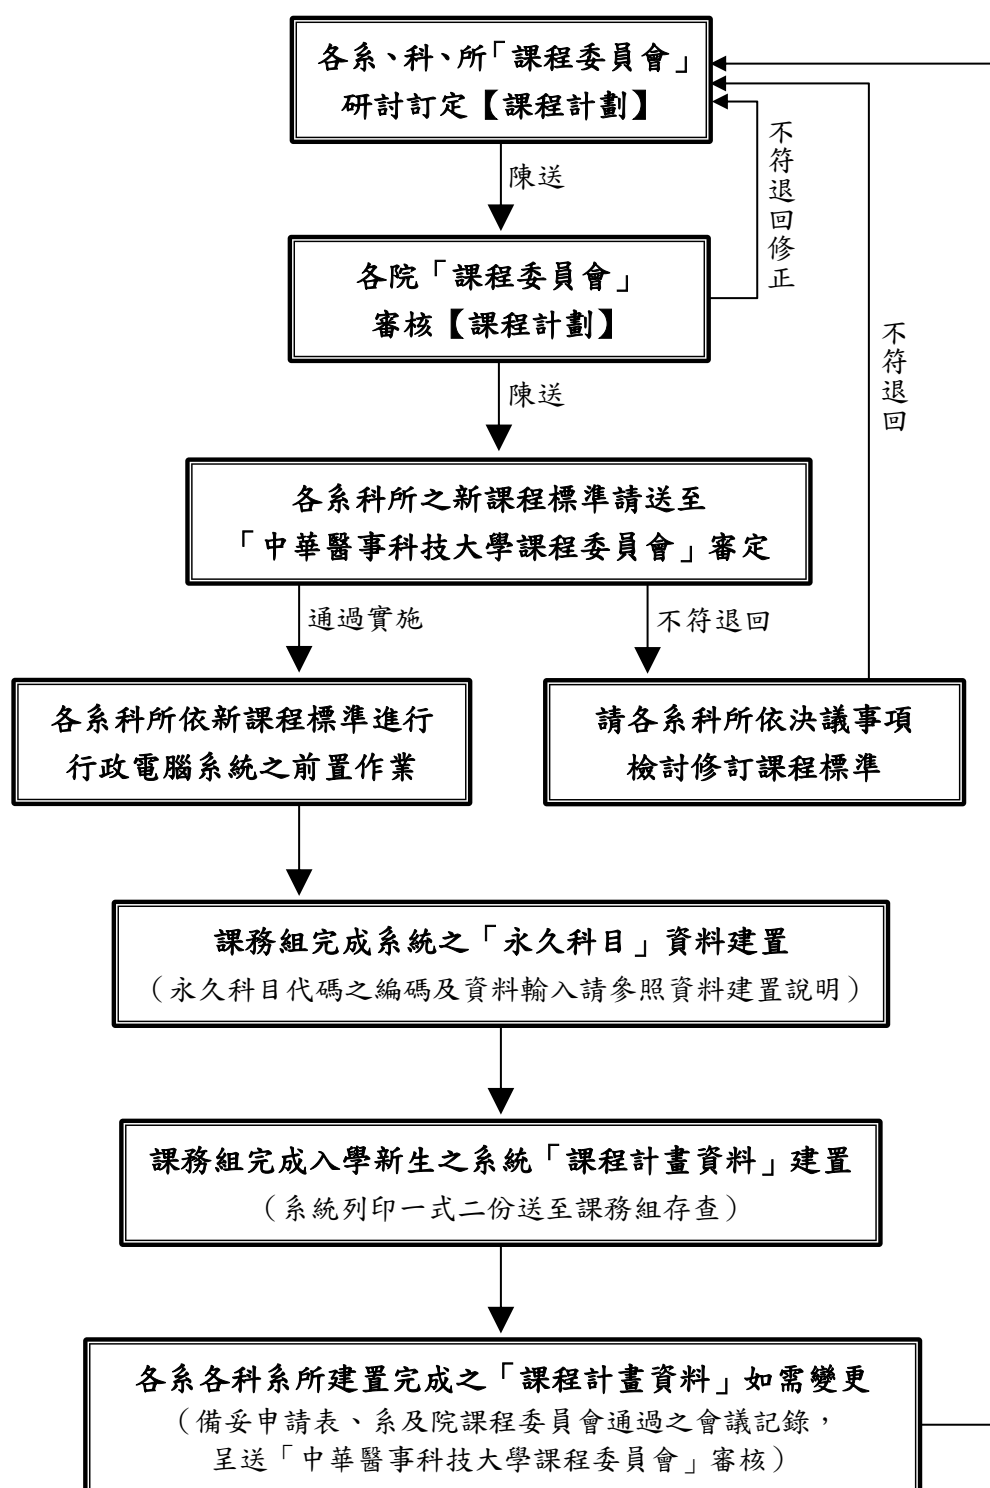 各系、科、所「課程委員會」
研討訂定【課程計劃】
不符退回修正
陳送
各院「課程委員會」
審核【課程計劃】
不符退回
陳送
各系科所之新課程標準請送至
「中華醫事科技大學課程委員會」審定
通過實施
不符退回
各系科所依新課程標準進行
行政電腦系統之前置作業
請各系科所依決議事項
檢討修訂課程標準
課務組完成系統之「永久科目」資料建置
（永久科目代碼之編碼及資料輸入請參照資料建置說明）
課務組完成入學新生之系統「課程計畫資料」建置
（系統列印一式二份送至課務組存查）
各系各科系所建置完成之「課程計畫資料」如需變更
（備妥申請表、系及院課程委員會通過之會議記錄，
呈送「中華醫事科技大學課程委員會」審核）